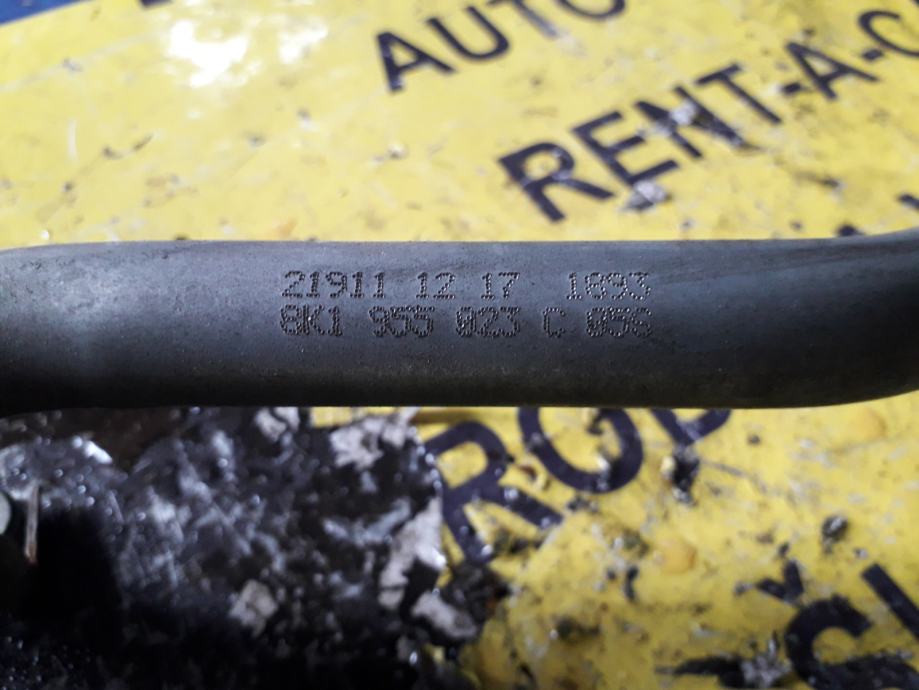 AUTO
RENT-A-C
21911 12 17 1893
8K1 955 023 C 05S